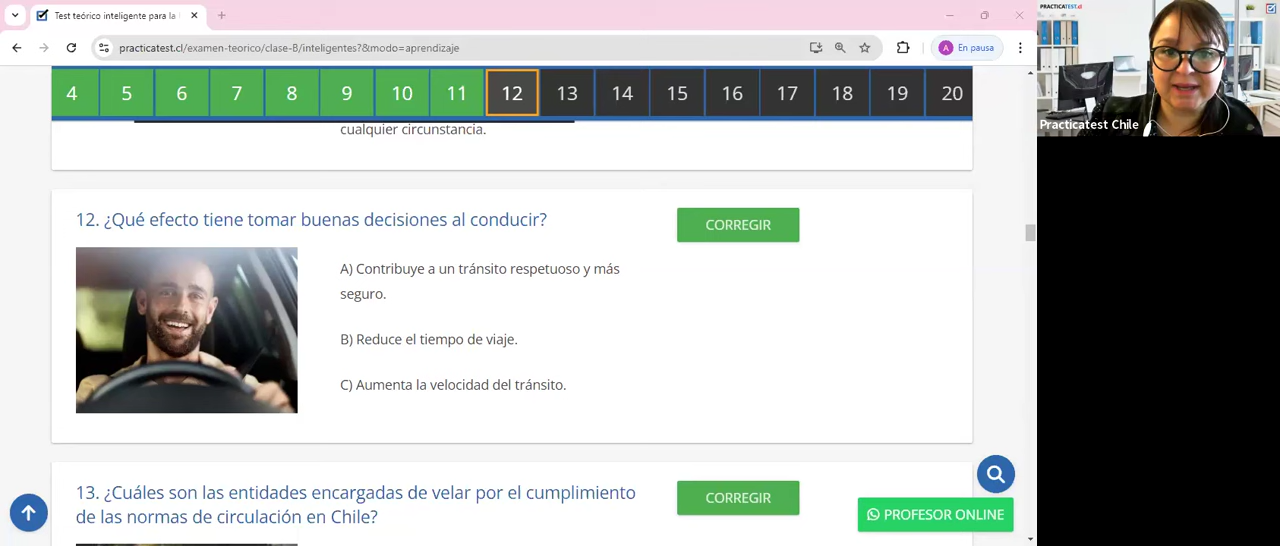 Test teórico inteligente para la
practicatest.cl/examen-teorico/clase-B/inteligentes?&modo=aprendizaje
A
En pausa
PRACTICATEST.cl
4 5 6 7 8 9 10 11 12 13 14 15 16 17 18 19 20
Practicatest Chile
cualquier circunstancia.
12. ¿Qué efecto tiene tomar buenas decisiones al conducir?
CORREGIR
A) Contribuye a un tránsito respetuoso y más
seguro.
B) Reduce el tiempo de viaje.
C) Aumenta la velocidad del tránsito.
13. ¿Cuáles son las entidades encargadas de velar por el cumplimiento
de las normas de circulación en Chile?
CORREGIR
PROFESOR ONLINE